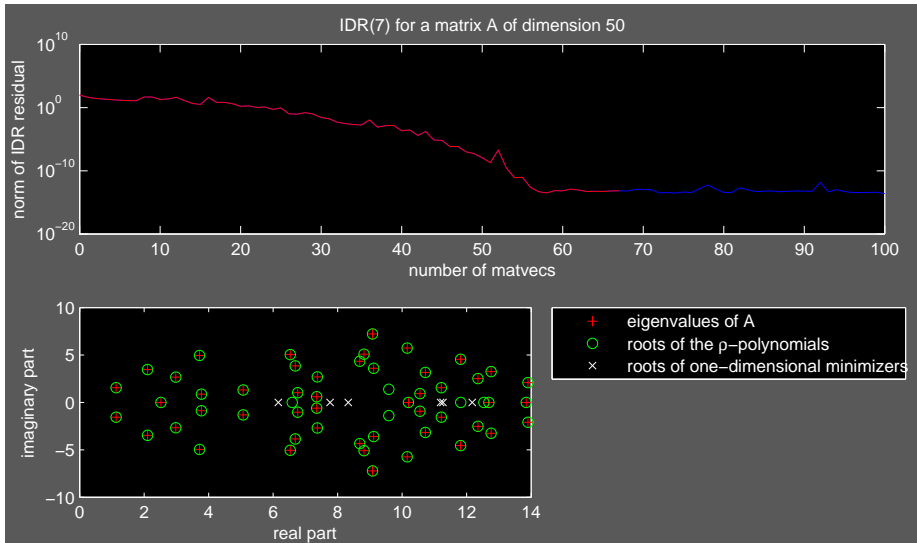 IDR(7) for a matrix A of dimension 50
norm of IDR residual
10^10
10^0
10^−10
10^−20
0 10 20 30 40 50 60 70 80 90 100
number of matvecs
imaginary part
10
5
0
−5
−10
0 2 4 6 8 10 12 14
real part
eigenvalues of A
roots of the ρ−polynomials
roots of one−dimensional minimizers